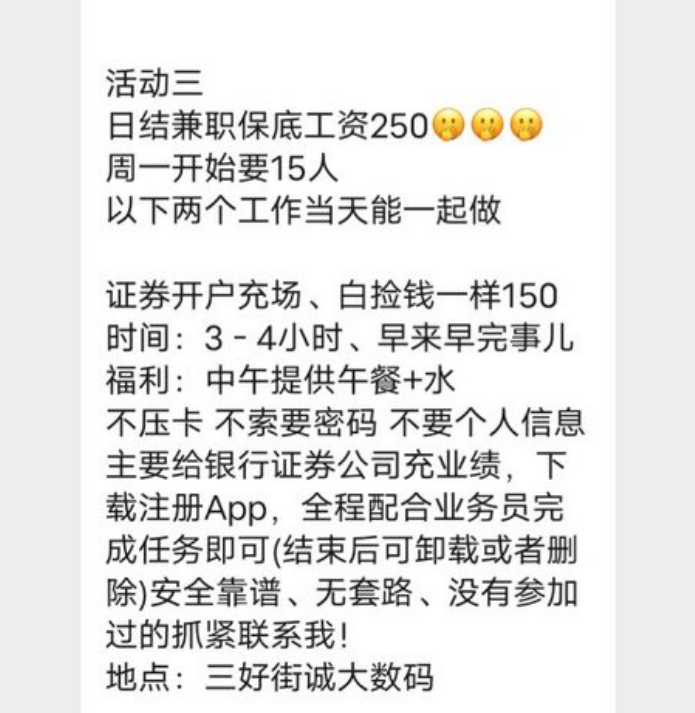 活动三
日结兼职保底工资250🤭🤭🤭
周一开始要15人
以下两个工作当天能一起做
证券开户充场、白捡钱一样150
时间：3-4小时、早来早完事儿
福利：中午提供午餐+水
不压卡 不索要密码 不要个人信息
主要给银行证券公司充业绩，下
载注册App，全程配合业务员完
成任务即可(结束后可卸载或者删
除)安全靠谱、无套路、没有参加
过的抓紧联系我!
地点：三好街诚大数码